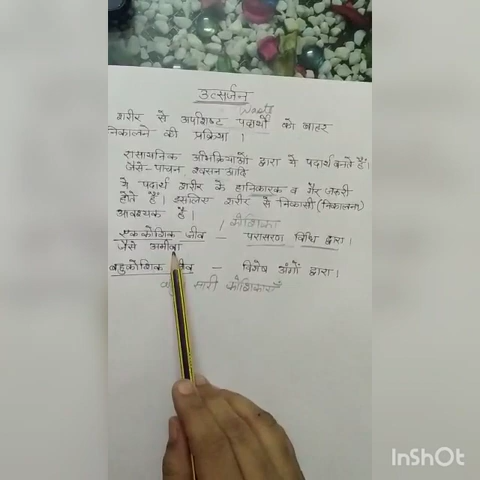 उत्सर्जन
waste
शरीर से अपशिष्ट पदार्थों को बाहर
निकालने की प्रक्रिया ।
रासायनिक अभिक्रियाओं द्वारा ये पदार्थ बनते हैं।
जैसे- पाचन, श्वसन आदि
ये पदार्थ शरीर के हानिकारक व गैर जरूरी
होते हैं। इसलिए शरीर से निकासी (निकालना)
आवश्यक है।
1 कोशिका
एककोशिक जीव - परासरण विधि द्वारा।
जैसे अमीबा
बहुकोशिक जीव - विशेष अंगों द्वारा।
सारी कोशिकाएँ
InShOt